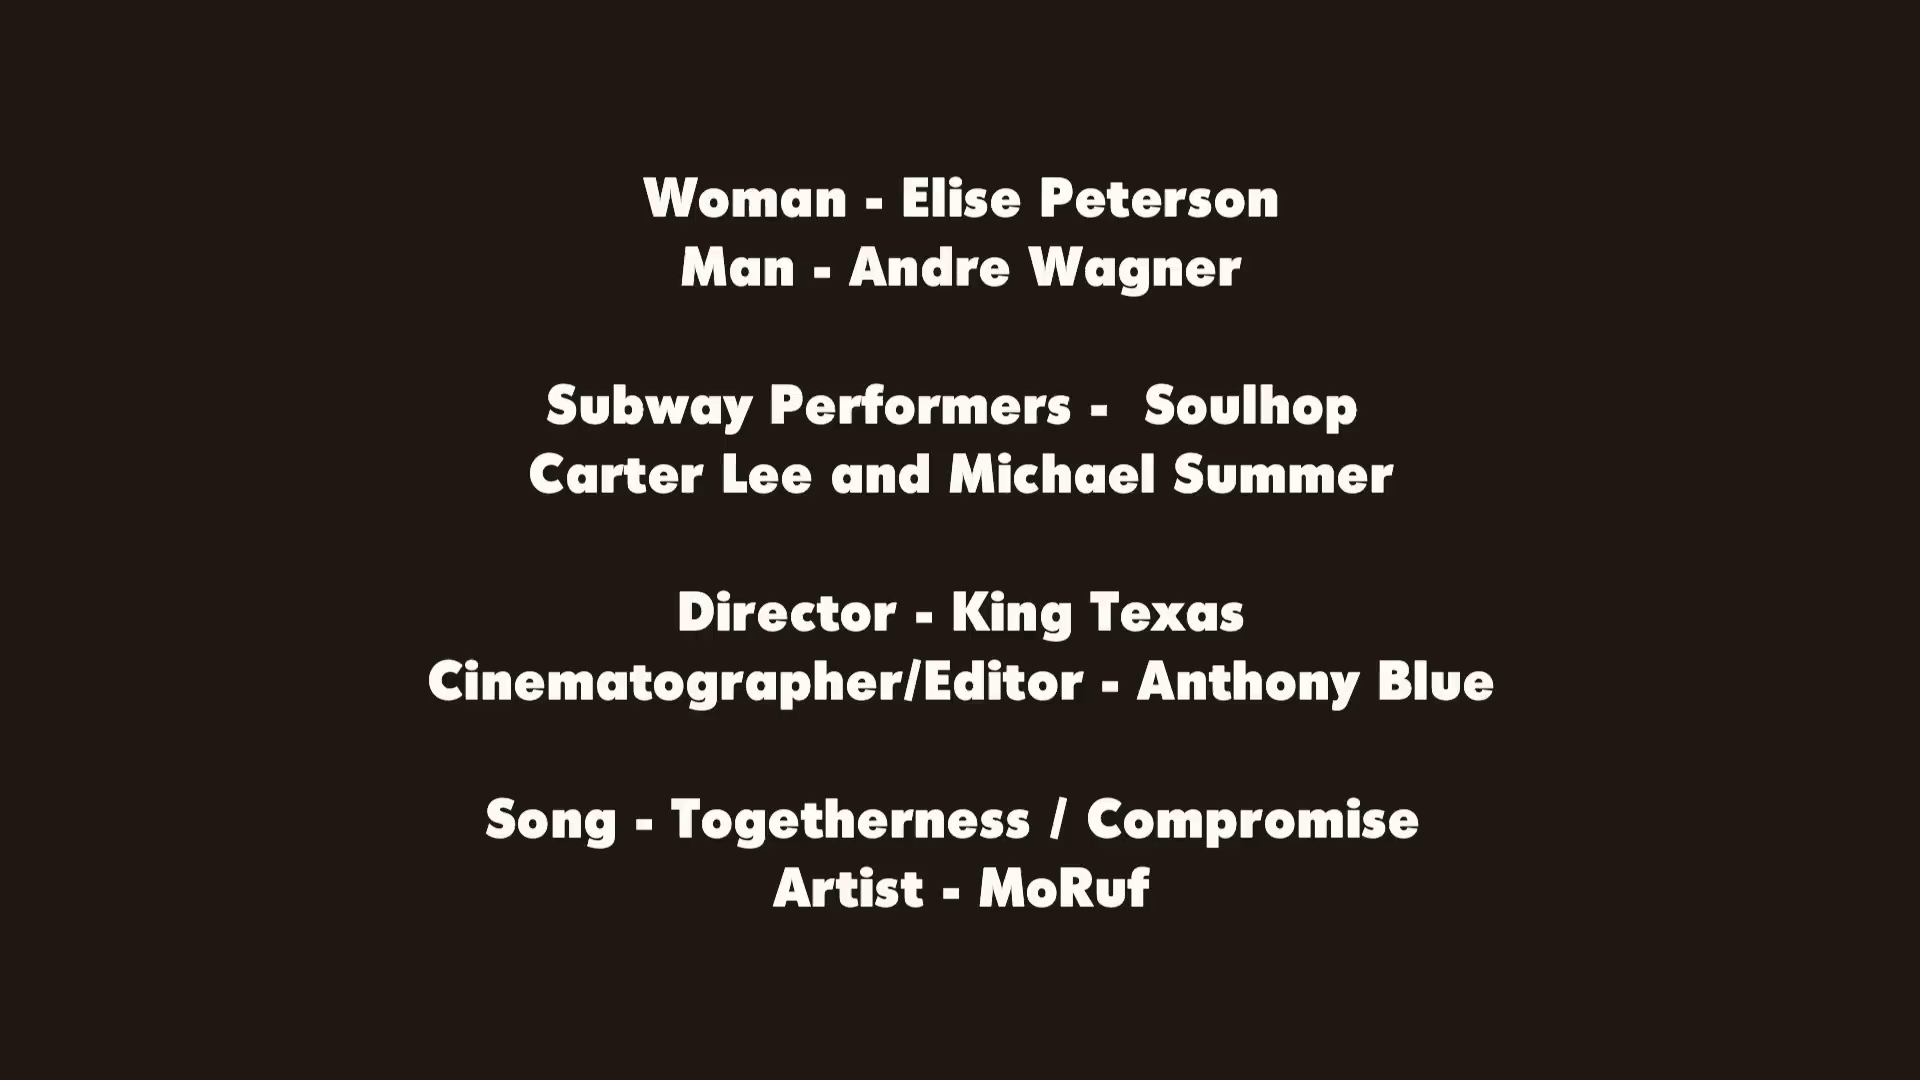 Woman - Elise Peterson
Man - Andre Wagner
Subway Performers -  Soulhop
Carter Lee and Michael Summer
Director - King Texas
Cinematographer/Editor - Anthony Blue
Song - Togetherness / Compromise
Artist - MoRuf